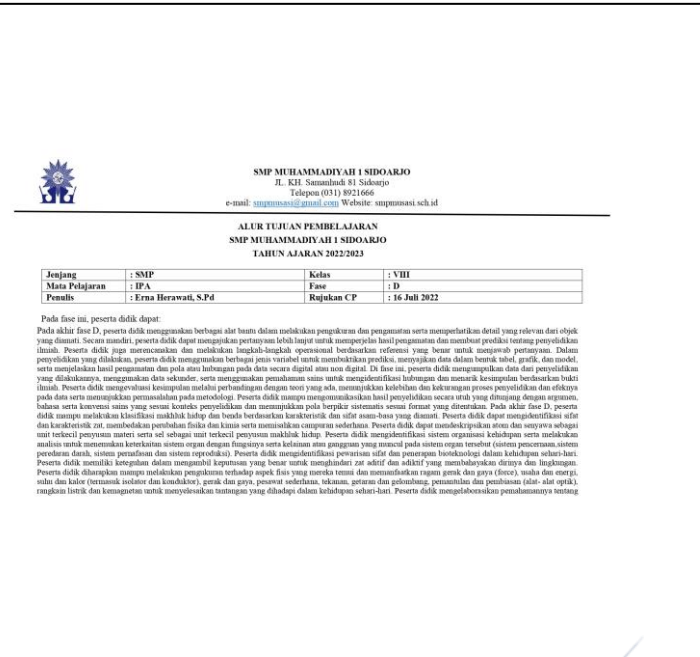 SMP MUHAMMADIYAH 1 SIDOARJO
JL. KH. Samanhudi 81 Sidoarjo
Telepon (031) 8921666
e-mail: smpmusasi@gmail.com Website: smpmusasi.sch.id
ALUR TUJUAN PEMBELAJARAN
SMP MUHAMMADIYAH 1 SIDOARJO
TAHUN AJARAN 2022/2023
Jenjang : SMP Kelas : VIII
Mata Pelajaran : IPA Fase : D
Penulis : Erna Herawati, S.Pd Rujukan CP : 16 Juli 2022
Pada fase ini, peserta didik dapat:
Pada akhir fase D, peserta didik menggunakan berbagai alat bantu dalam melakukan pengukuran dan pengamatan serta memperhatikan detail yang relevan dari objek
yang diamati. Secara mandiri, peserta didik dapat mengajukan pertanyaan lebih lanjut untuk memperjelas hasil pengamatan dan membuat prediksi tentang penyelidikan
ilmiah. Peserta didik juga merencanakan dan melakukan langkah-langkah operasional berdasarkan referensi yang benar untuk menjawab pertanyaan. Dalam
penyelidikan yang dilakukan, peserta didik menggunakan berbagai jenis variabel untuk membuktikan prediksi, menyajikan data dalam bentuk tabel, grafik, dan model,
serta menjelaskan hasil pengamatan dan pola atau hubungan pada data secara digital atau non digital. Di fase ini, peserta didik mengumpulkan data dari penyelidikan
yang dilakukannya, menggunakan data sekunder, serta menggunakan pemahaman sains untuk mengidentifikasi hubungan dan menarik kesimpulan berdasarkan bukti
ilmiah. Peserta didik mengevaluasi kesimpulan melalui perbandingan dengan teori yang ada, menunjukkan kelebihan dan kekurangan proses penyelidikan dan efeknya
pada data serta menunjukkan permasalahan pada metodologi. Peserta didik mampu mengomunikasikan hasil penyelidikan secara utuh yang ditunjang dengan argumen,
bahasa serta konvensi sains yang sesuai konteks penyelidikan dan menunjukkan pola berpikir sistematis sesuai format yang ditentukan. Pada akhir fase D, peserta
didik mampu melakukan klasifikasi makhluk hidup dan benda berdasarkan karakteristik dan sifat asam-basa yang diamati. Peserta didik dapat mengidentifikasi sifat
dan karakteristik zat, membedakan perubahan fisika dan kimia serta memisahkan campuran sederhana. Peserta didik dapat mendeskripsikan atom dan senyawa sebagai
unit terkecil penyusun materi serta sel sebagai unit terkecil penyusun makhluk hidup. Peserta didik mengidentifikasi sistem organisasi kehidupan serta melakukan
analisis untuk menemukan keterkaitan sistem organ dengan fungsinya serta kelainan atau gangguan yang muncul pada sistem organ tersebut (sistem pencernaan,sistem
peredaran darah, sistem pernafasan dan sistem reproduksi). Peserta didik mengidentifikasi pewarisan sifat dan penerapan bioteknologi dalam kehidupan sehari-hari.
Peserta didik memiliki keteguhan dalam mengambil keputusan yang benar untuk menghindari zat aditif dan adiktif yang membahayakan dirinya dan lingkungan.
Peserta didik diharapkan mampu melakukan pengukuran terhadap aspek fisis yang mereka temui dan memanfaatkan ragam gerak dan gaya (force), usaha dan energi,
suhu dan kalor (termasuk isolator dan konduktor), gerak dan gaya, pesawat sederhana, tekanan, getaran dan gelombang, pemantulan dan pembiasan (alat- alat optik),
rangkaian listrik dan kemagnetan untuk menyelesaikan tantangan yang dihadapi dalam kehidupan sehari-hari. Peserta didik mengelaborasikan pemahamannya tentang